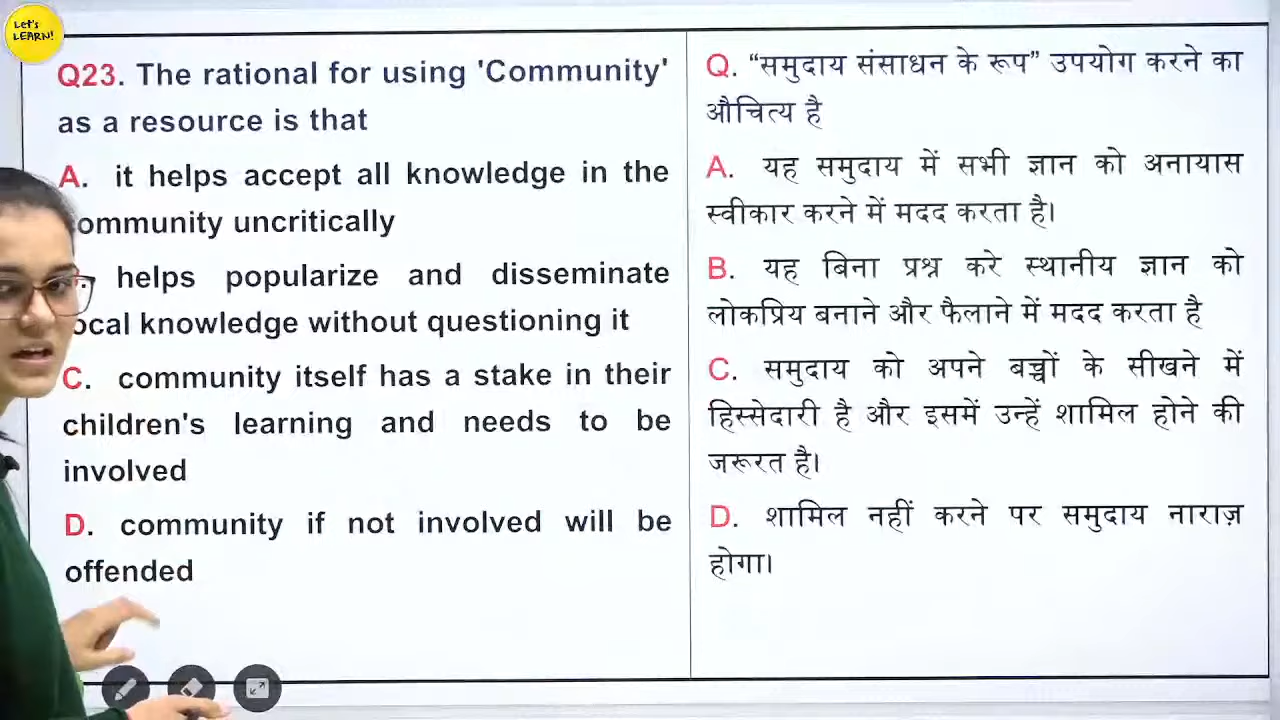 Let's
LEARN!
Q23. The rational for using 'Community'
as a resource is that
A. it helps accept all knowledge in the
ommunity uncritically
helps popularize and disseminate
ocal knowledge without questioning it
C. community itself has a stake in their
children's learning and needs to be
involved
D. community if not involved will be
offended
Q. “समुदाय संसाधन के रूप” उपयोग करने का
औचित्य है
A. यह समुदाय में सभी ज्ञान को अनायास
स्वीकार करने में मदद करता है।
B. यह बिना प्रश्न करे स्थानीय ज्ञान को
लोकप्रिय बनाने और फैलाने में मदद करता है
C. समुदाय को अपने बच्चों के सीखने में
हिस्सेदारी है और इसमें उन्हें शामिल होने की
जरूरत है।
D. शामिल नहीं करने पर समुदाय नाराज़
होगा।